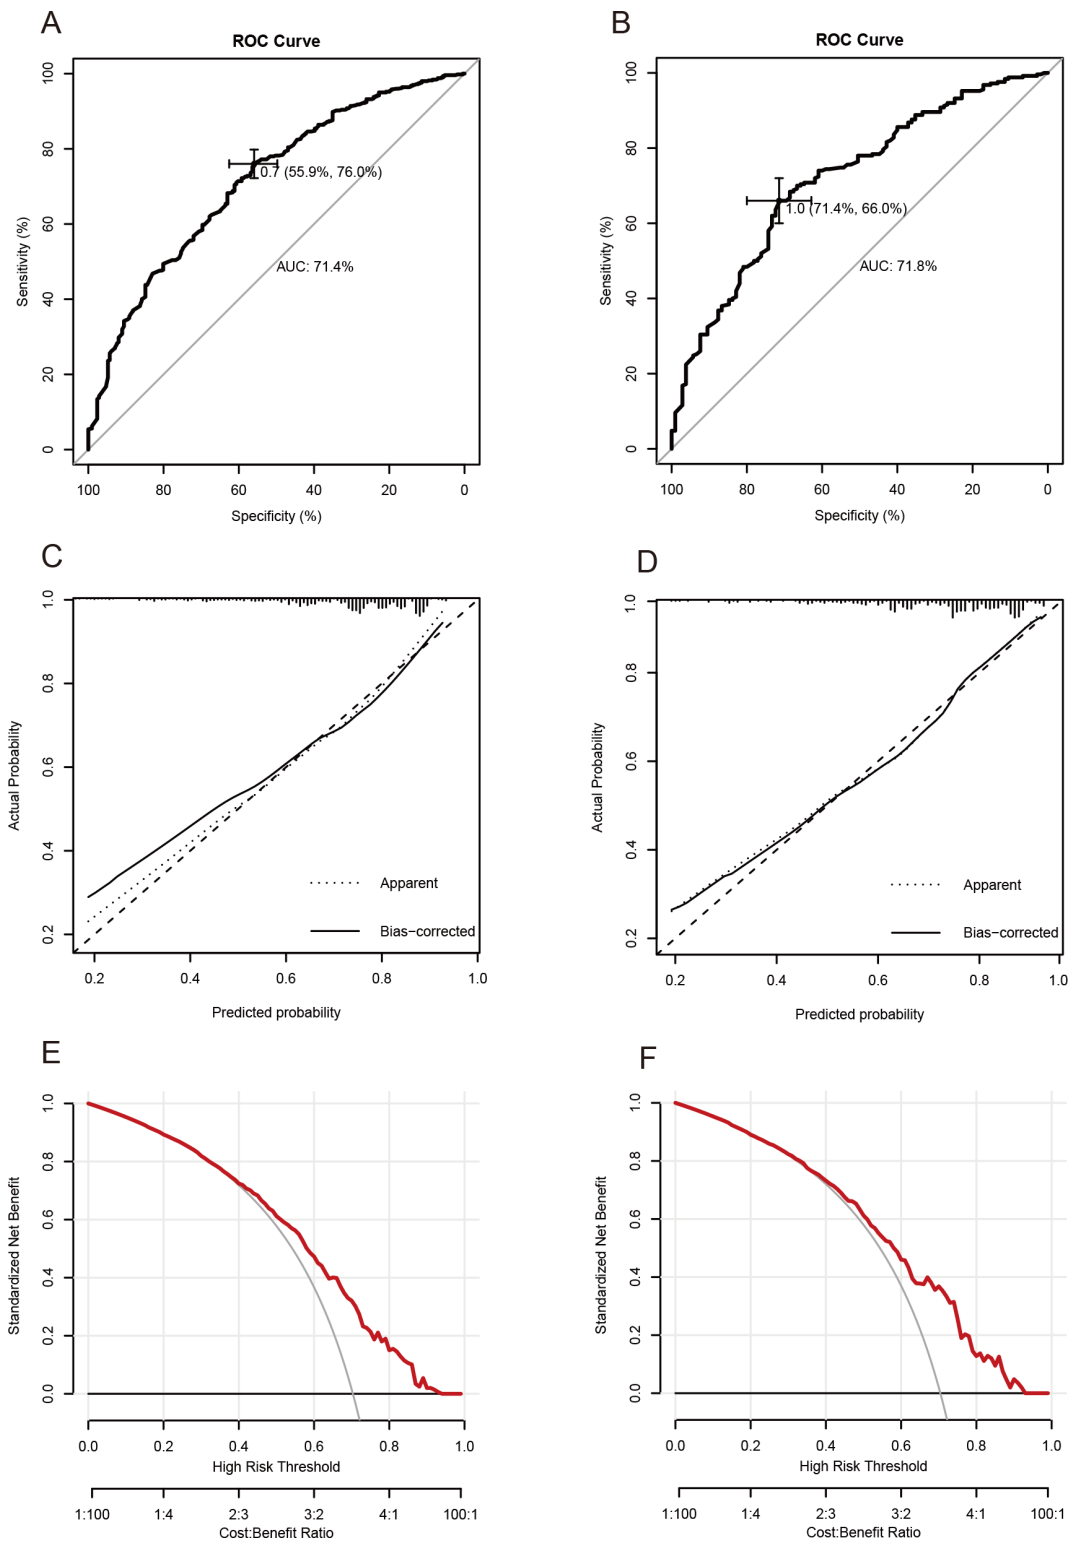 A
ROC Curve
100
80
60
40
20
0
Sensitivity (%)
0.7 (55.9%, 76.0%)
AUC: 71.4%
100 80 60 40 20 0
Specificity (%)
B
ROC Curve
100
80
60
40
20
0
Sensitivity (%)
1.0 (71.4%, 66.0%)
AUC: 71.8%
100 80 60 40 20 0
Specificity (%)
C
1.0
0.8
0.6
0.4
0.2
Actual Probability
Apparent
Bias−corrected
0.2 0.4 0.6 0.8 1.0
Predicted probability
D
1.0
0.8
0.6
0.4
0.2
Actual Probability
Apparent
Bias−corrected
0.2 0.4 0.6 0.8 1.0
Predicted probability
E
1.0
0.8
0.6
0.4
0.2
0.0
Standardized Net Benefit
0.0 0.2 0.4 0.6 0.8 1.0
High Risk Threshold
1:100 1:4 2:3 3:2 4:1 100:1
Cost:Benefit Ratio
F
1.0
0.8
0.6
0.4
0.2
0.0
Standardized Net Benefit
0.0 0.2 0.4 0.6 0.8 1.0
High Risk Threshold
1:100 1:4 2:3 3:2 4:1 100:1
Cost:Benefit Ratio